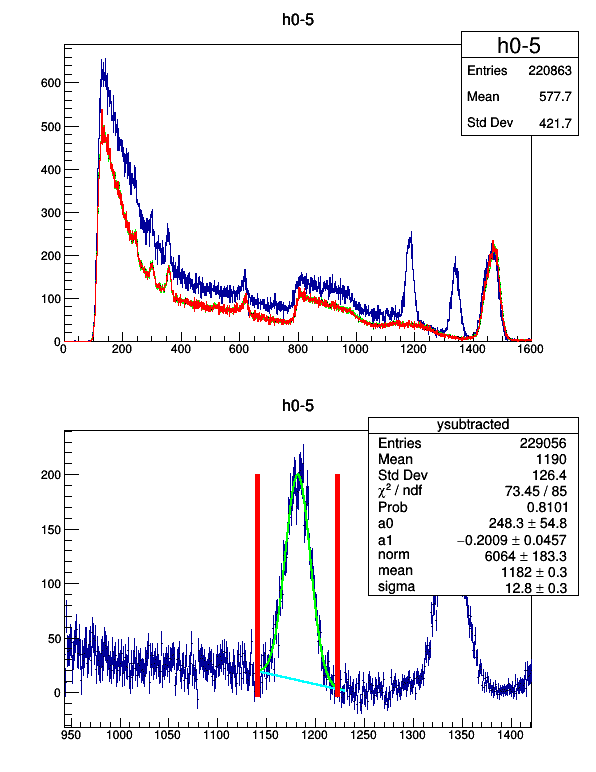 h0-5
h0-5
Entries 220863
Mean 577.7
Std Dev 421.7
600
500
400
300
200
100
0
0 200 400 600 800 1000 1200 1400 1600
h0-5
ysubtracted
Entries 229056
Mean 1190
Std Dev 126.4
χ² / ndf 73.45 / 85
Prob 0.8101
a0 248.3 ± 54.8
a1 −0.2009 ± 0.0457
norm 6064 ± 183.3
mean 1182 ± 0.3
sigma 12.8 ± 0.3
200
150
100
50
0
950 1000 1050 1100 1150 1200 1250 1300 1350 1400